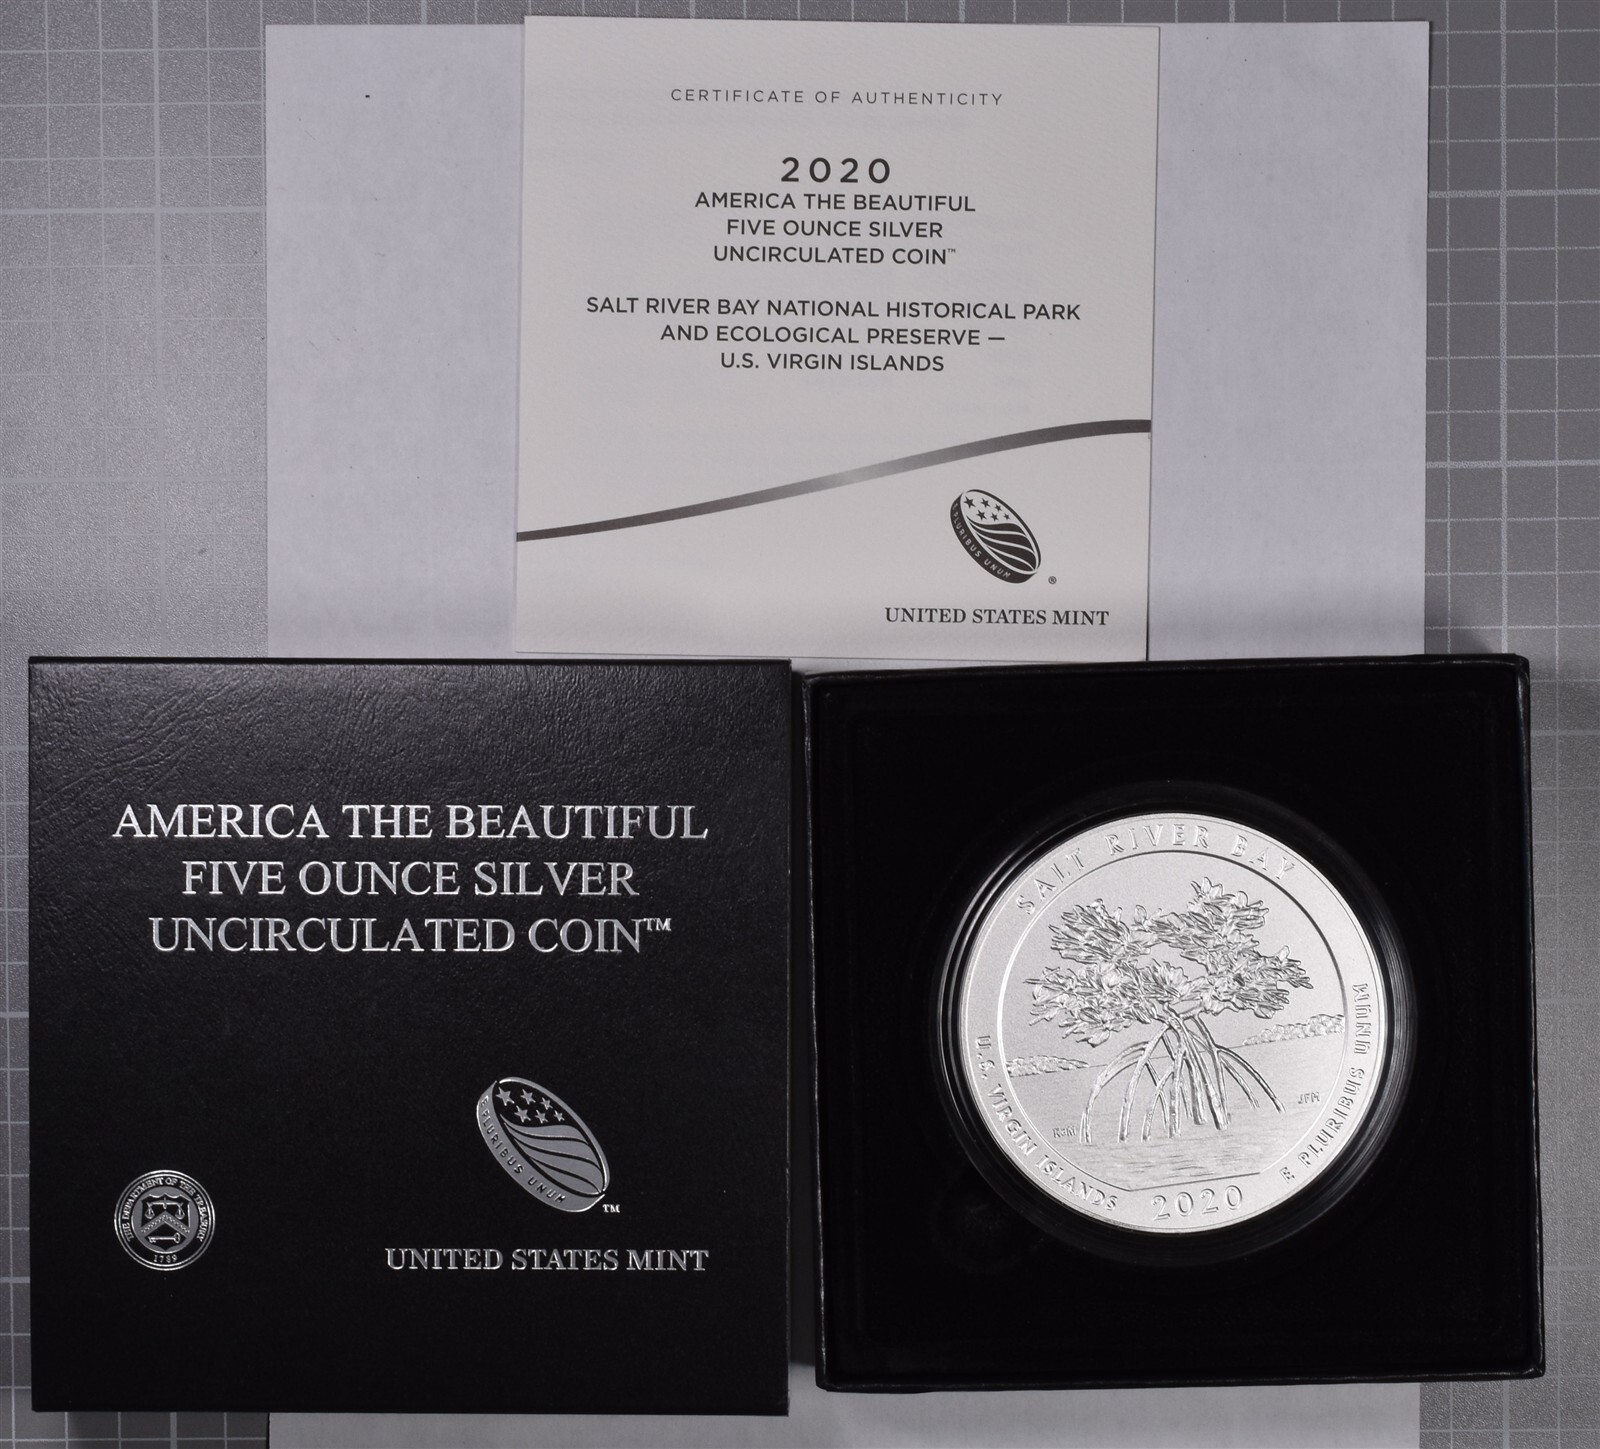 CERTIFICATE OF AUTHENTICITY
2020
AMERICA THE BEAUTIFUL
FIVE OUNCE SILVER
UNCIRCULATED COIN™
SALT RIVER BAY NATIONAL HISTORICAL PARK
AND ECOLOGICAL PRESERVE —
U.S. VIRGIN ISLANDS
E PLURIBUS UNUM
®
UNITED STATES MINT
AMERICA THE BEAUTIFUL
FIVE OUNCE SILVER
UNCIRCULATED COIN™
E PLURIBUS UNUM
TM
THE DEPARTMENT OF THE TREASURY
1789
UNITED STATES MINT
SALT RIVER BAY
U.S. VIRGIN ISLANDS
2020
E PLURIBUS UNUM
JFM